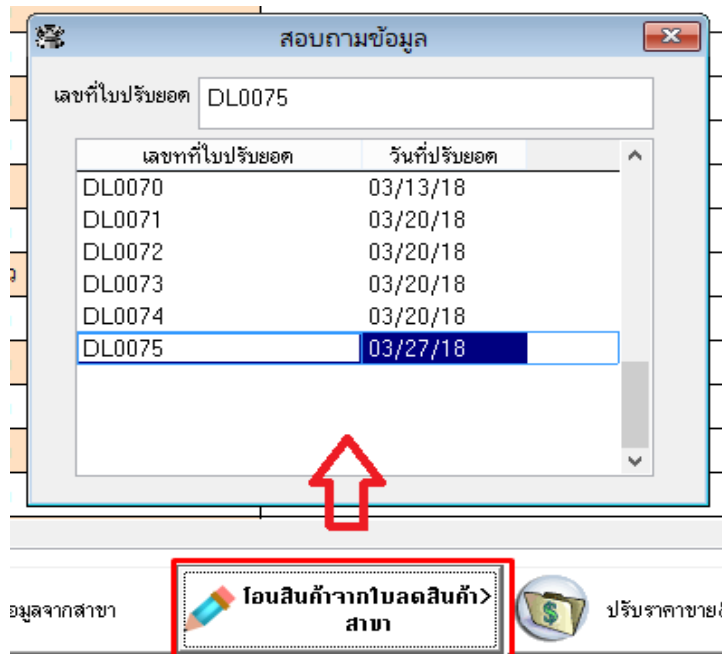 สอบถามข้อมูล
เลขที่ใบปรับยอด DL0075
เลขทที่ใบปรับยอด วันที่ปรับยอด
DL0070 03/13/18
DL0071 03/20/18
DL0072 03/20/18
DL0073 03/20/18
DL0074 03/20/18
DL0075 03/27/18
โอนสินค้าจากใบลดสินค้า>
สาขา
อมูลจากสาขา
ปรับราคาขาย